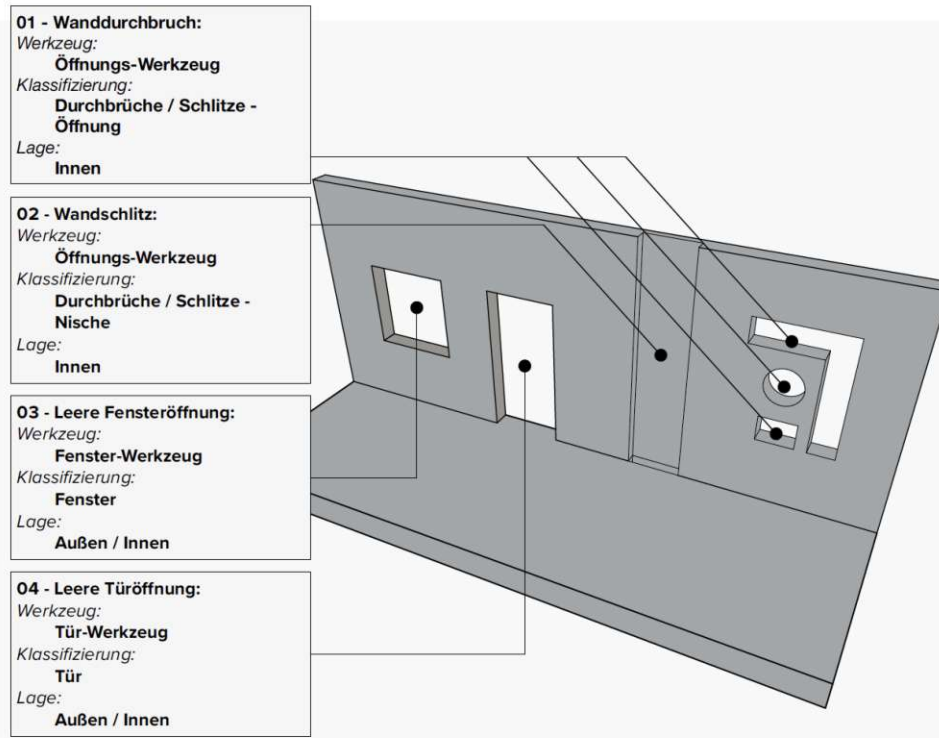 01 - Wanddurchbruch:
Werkzeug:
Öffnungs-Werkzeug
Klassifizierung:
Durchbrüche / Schlitze -
Öffnung
Lage:
Innen
02 - Wandschlitz:
Werkzeug:
Öffnungs-Werkzeug
Klassifizierung:
Durchbrüche / Schlitze -
Nische
Lage:
Innen
03 - Leere Fensteröffnung:
Werkzeug:
Fenster-Werkzeug
Klassifizierung:
Fenster
Lage:
Außen / Innen
04 - Leere Türöffnung:
Werkzeug:
Tür-Werkzeug
Klassifizierung:
Tür
Lage:
Außen / Innen